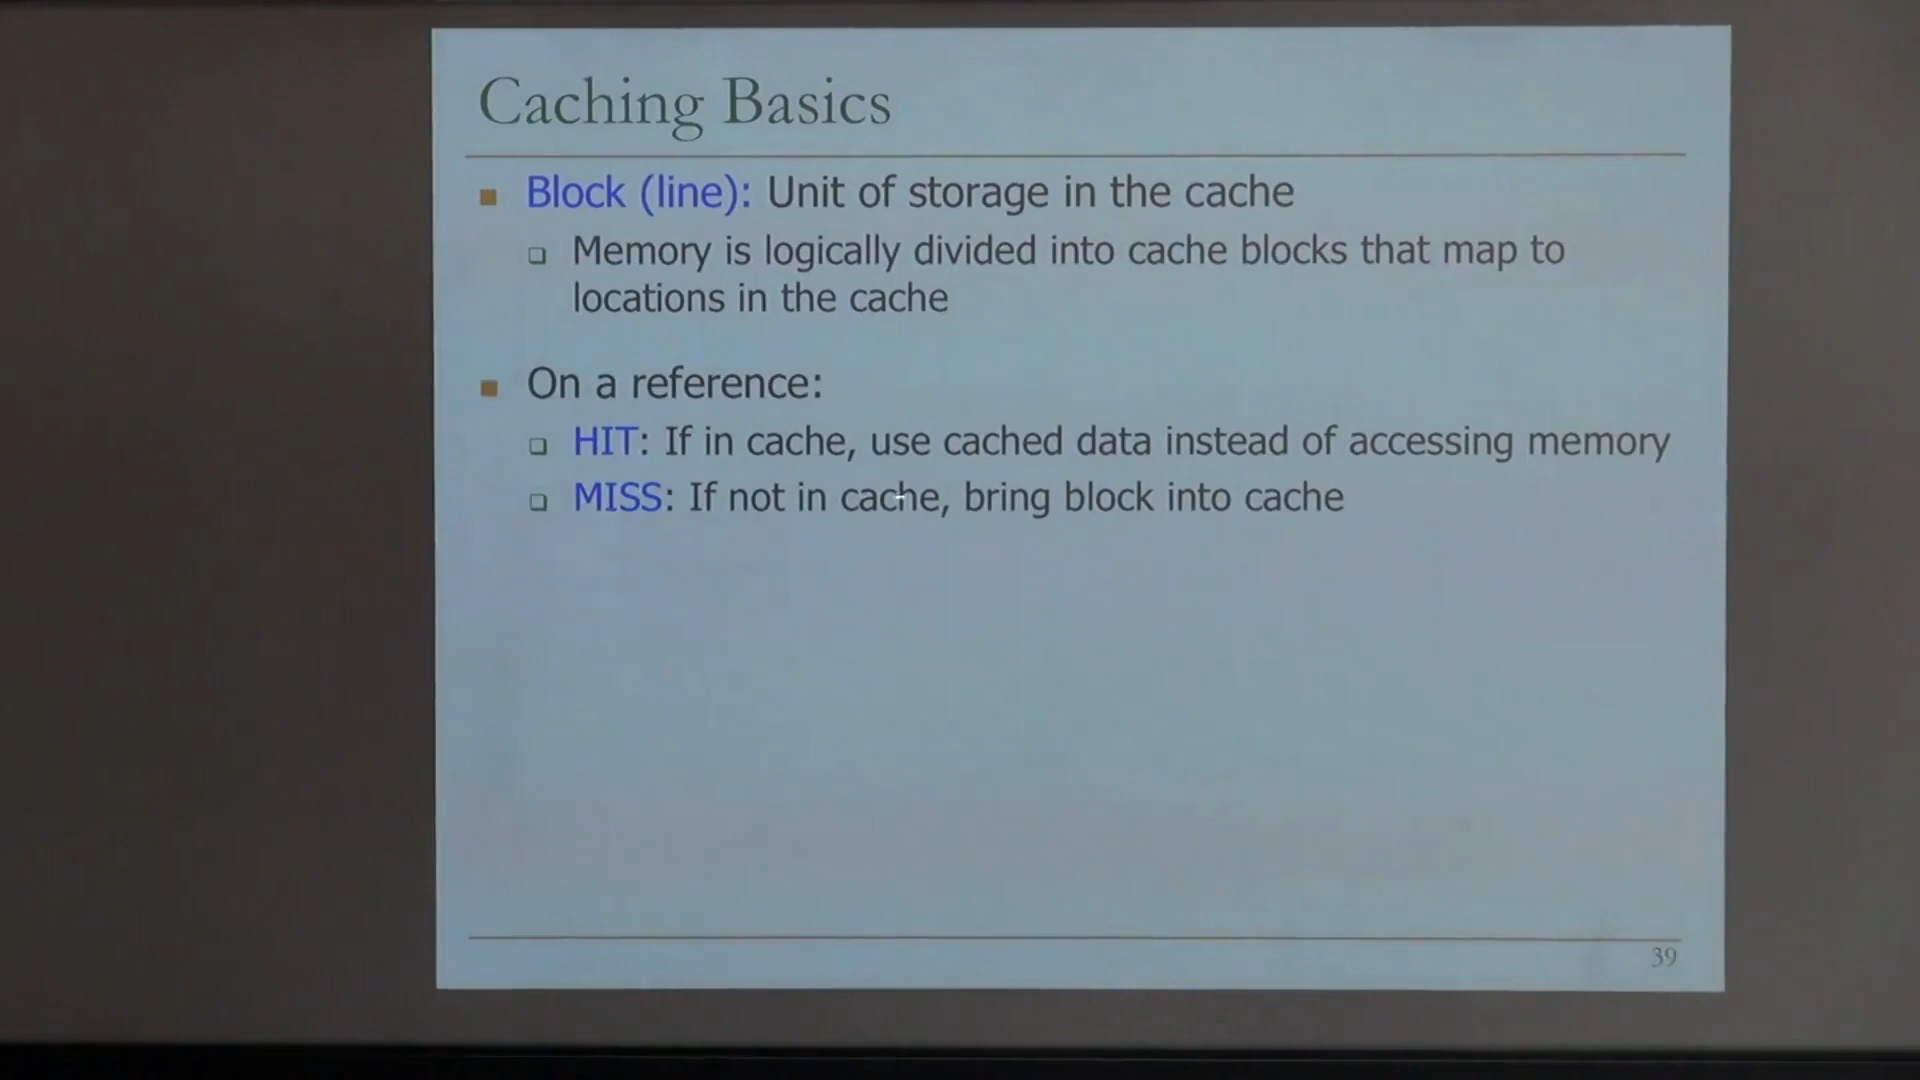 Caching Basics
Block (line): Unit of storage in the cache
Memory is logically divided into cache blocks that map to
locations in the cache
On a reference:
HIT: If in cache, use cached data instead of accessing memory
MISS: If not in cache, bring block into cache
39